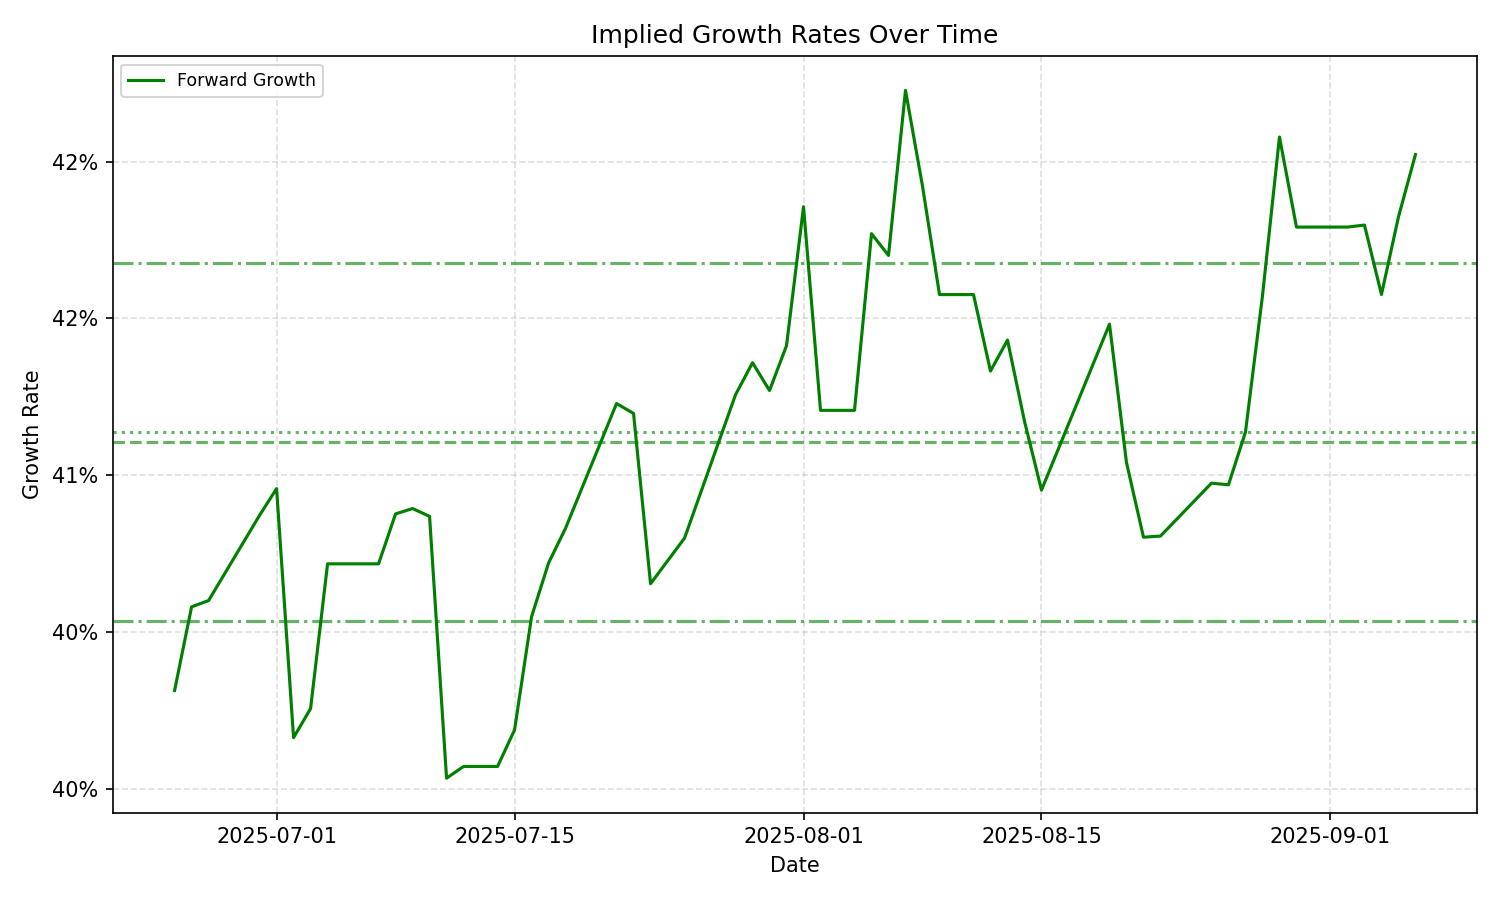 Implied Growth Rates Over Time
Forward Growth
42%
42%
41%
40%
40%
Growth Rate
2025-07-01
2025-07-15
2025-08-01
2025-08-15
2025-09-01
Date